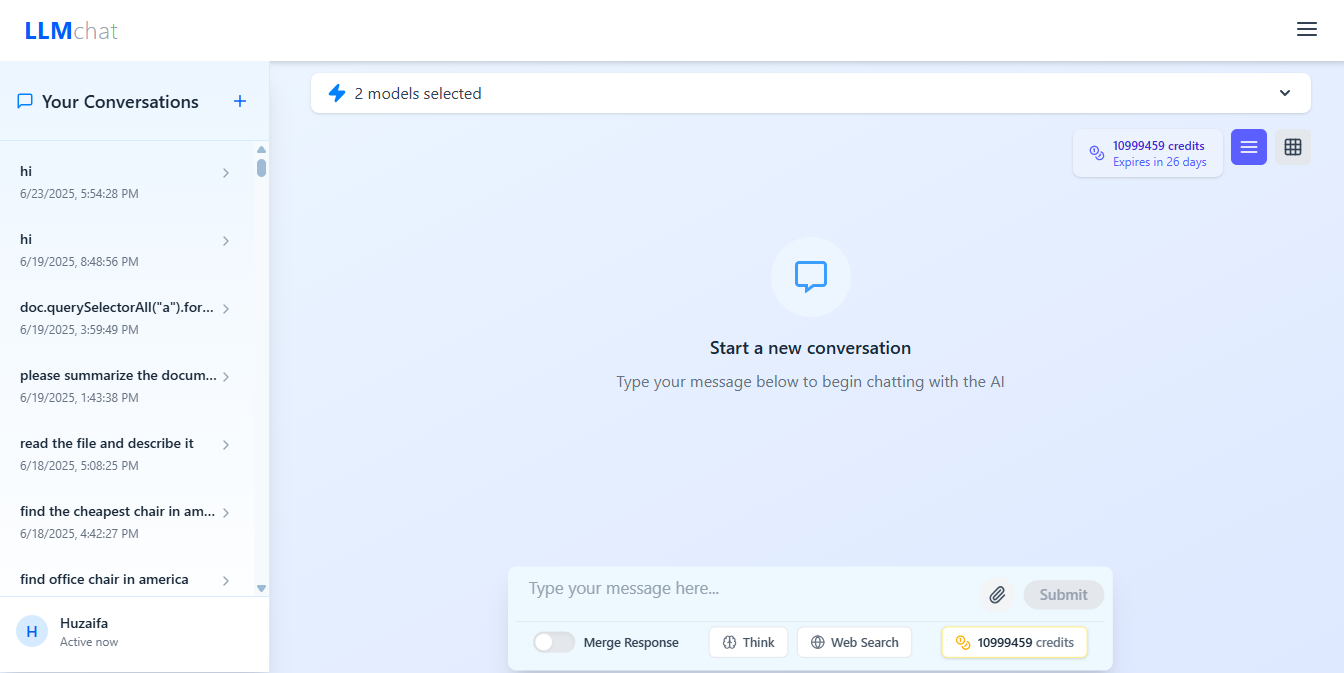 LLMchat
Your Conversations
hi
6/23/2025, 5:54:28 PM
hi
6/19/2025, 8:48:56 PM
doc.querySelectorAll("a").for...
6/19/2025, 3:59:49 PM
please summarize the docum...
6/19/2025, 1:43:38 PM
read the file and describe it
6/18/2025, 5:08:25 PM
find the cheapest chair in am...
6/18/2025, 4:42:27 PM
find office chair in america
H
Huzaifa
Active now
2 models selected
10999459 credits
Expires in 26 days
Start a new conversation
Type your message below to begin chatting with the AI
Type your message here...
Submit
Merge Response
Think
Web Search
10999459 credits